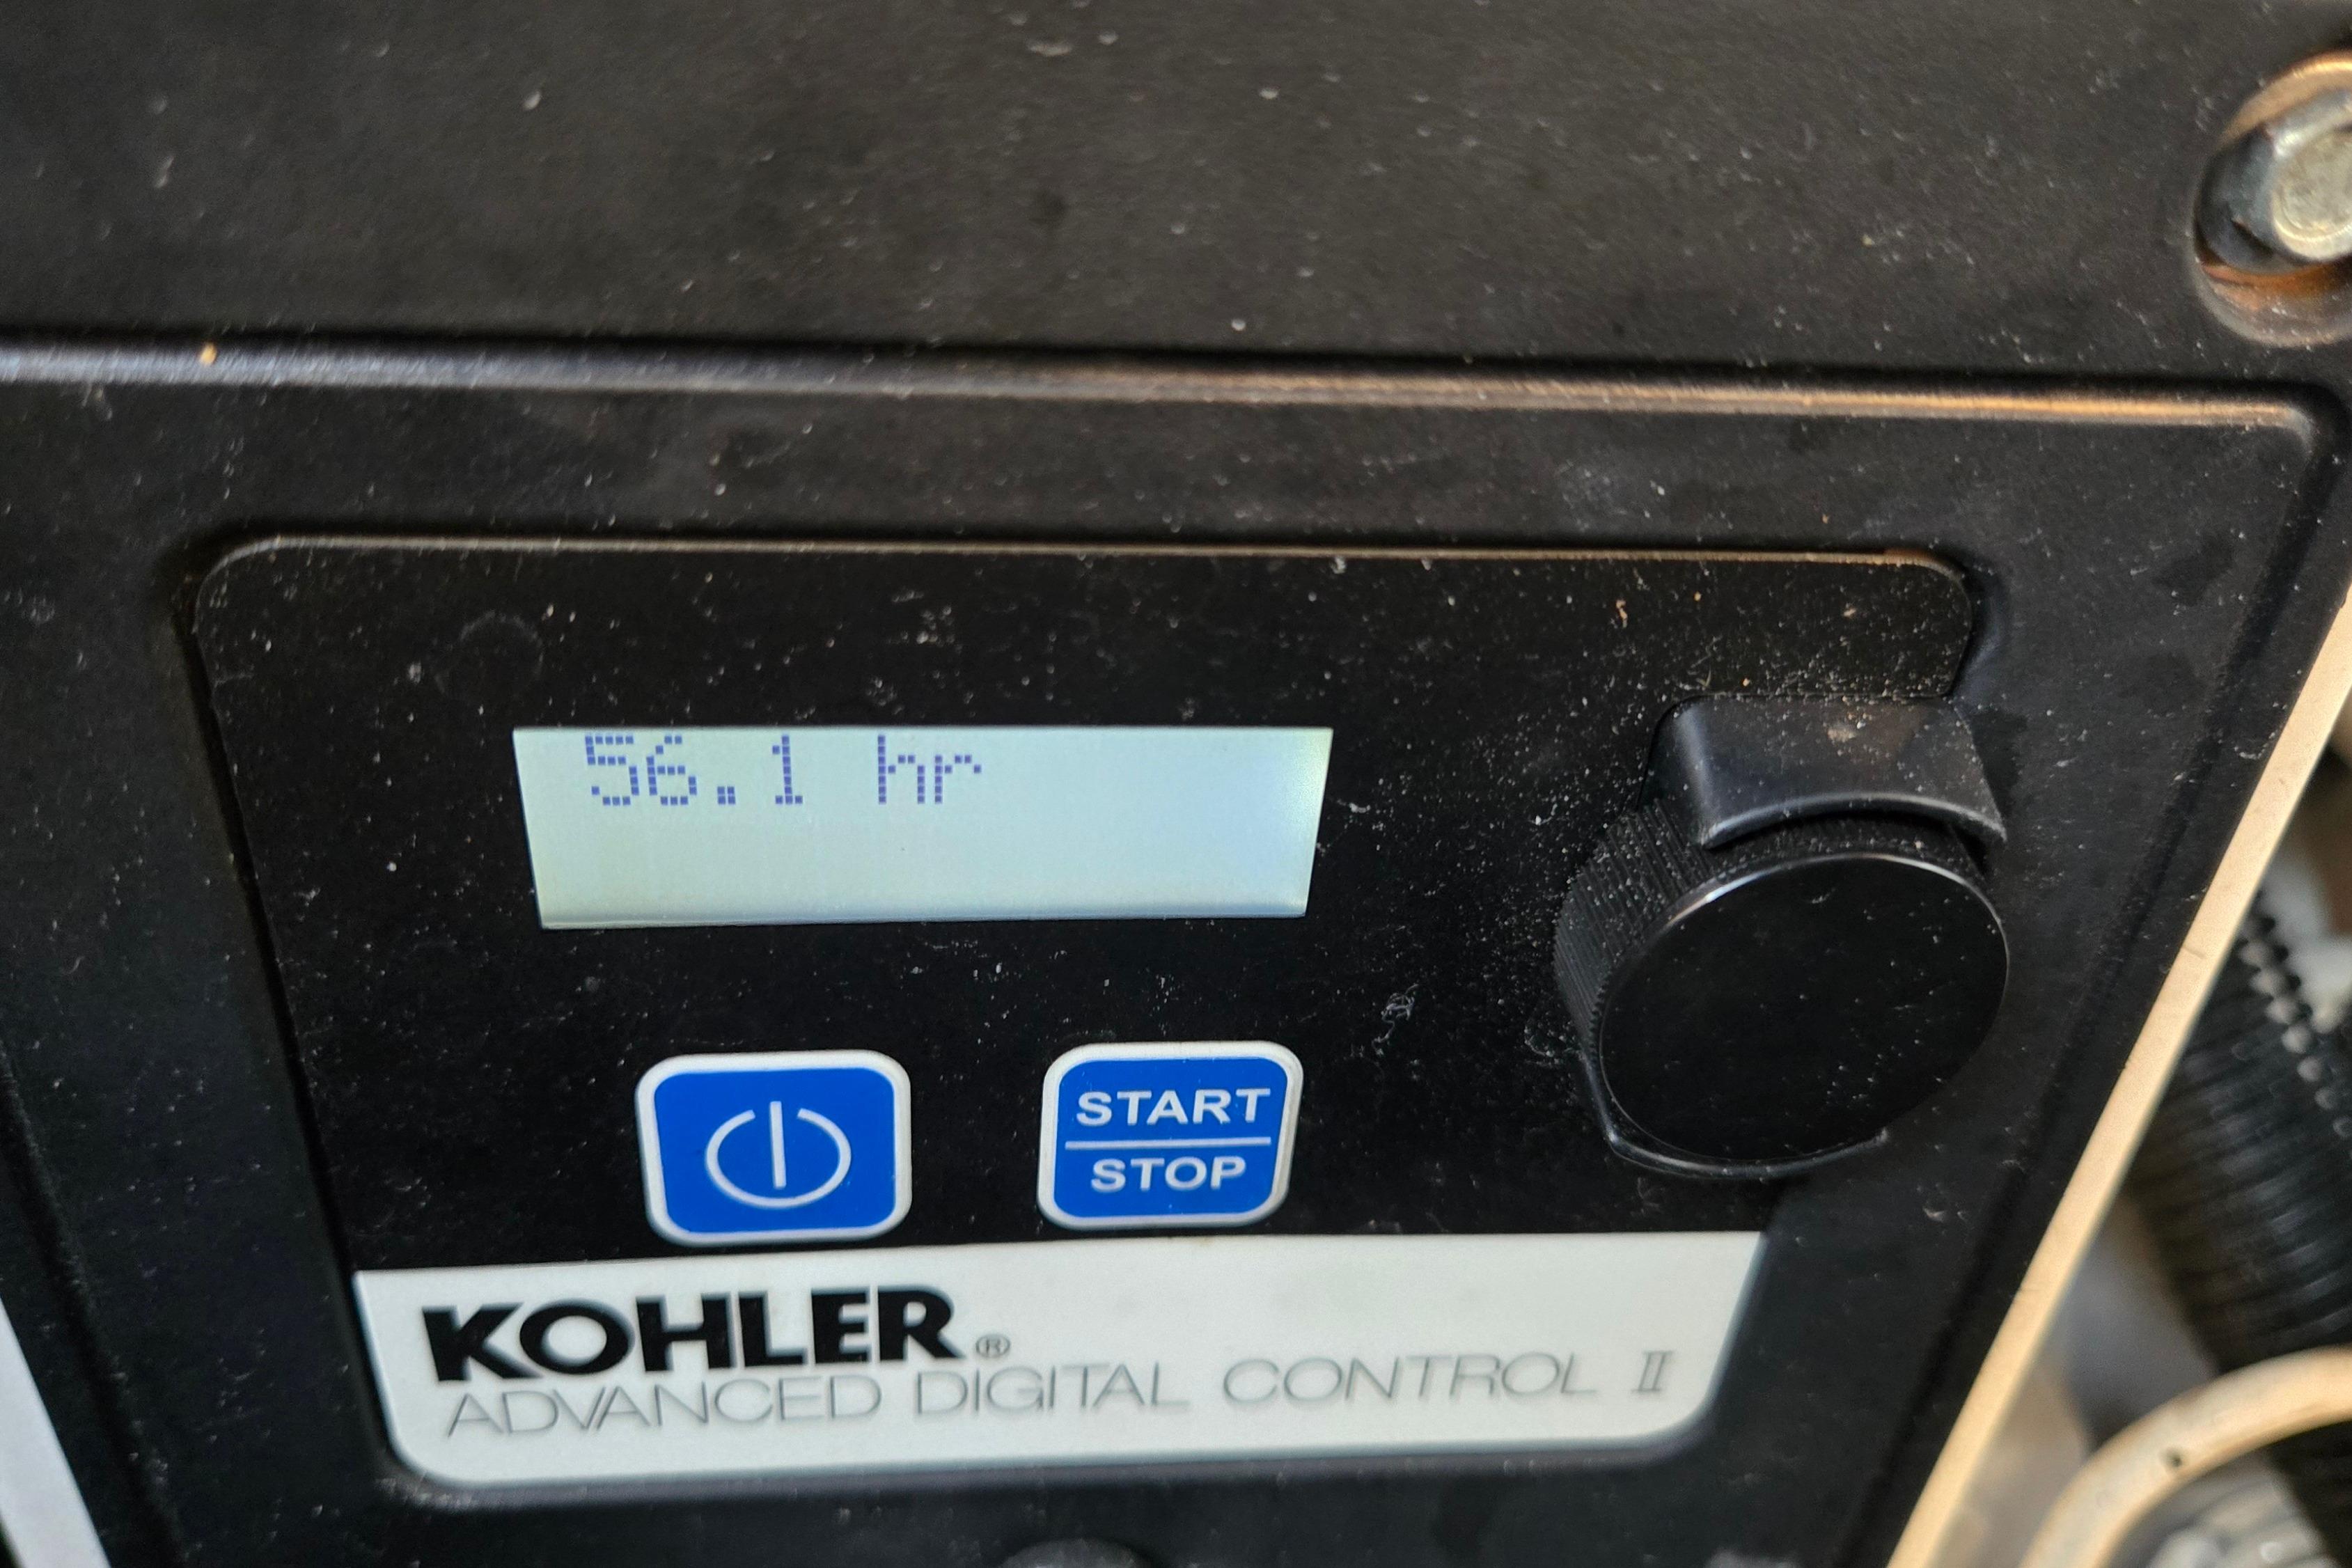 56.1 hr
START
STOP
KOHLER®
ADVANCED DIGITAL CONTROL II